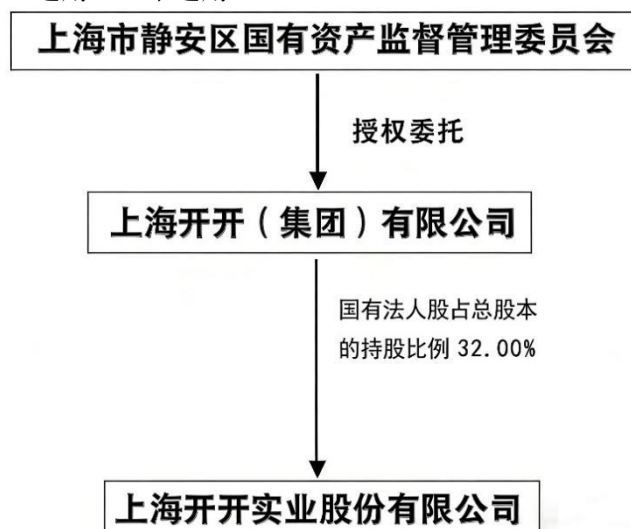 上海市静安区国有资产监督管理委员会
授权委托
上海开开（集团）有限公司
国有法人股占总股本
的持股比例 32.00%
上海开开实业股份有限公司